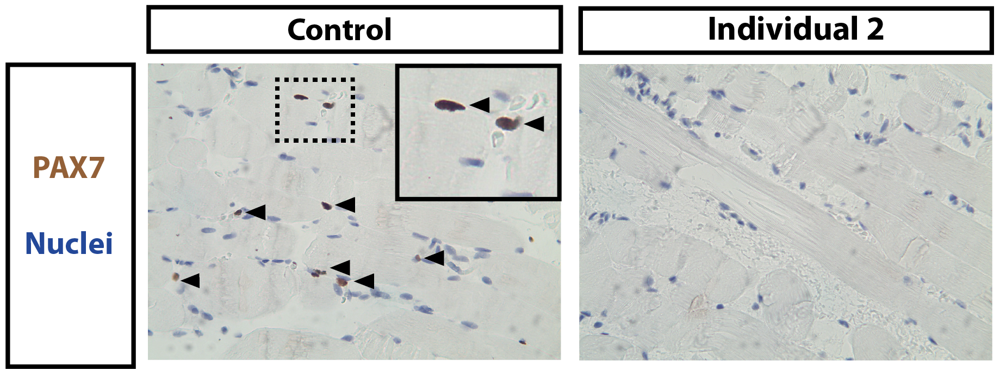 Control
Individual 2
PAX7
Nuclei